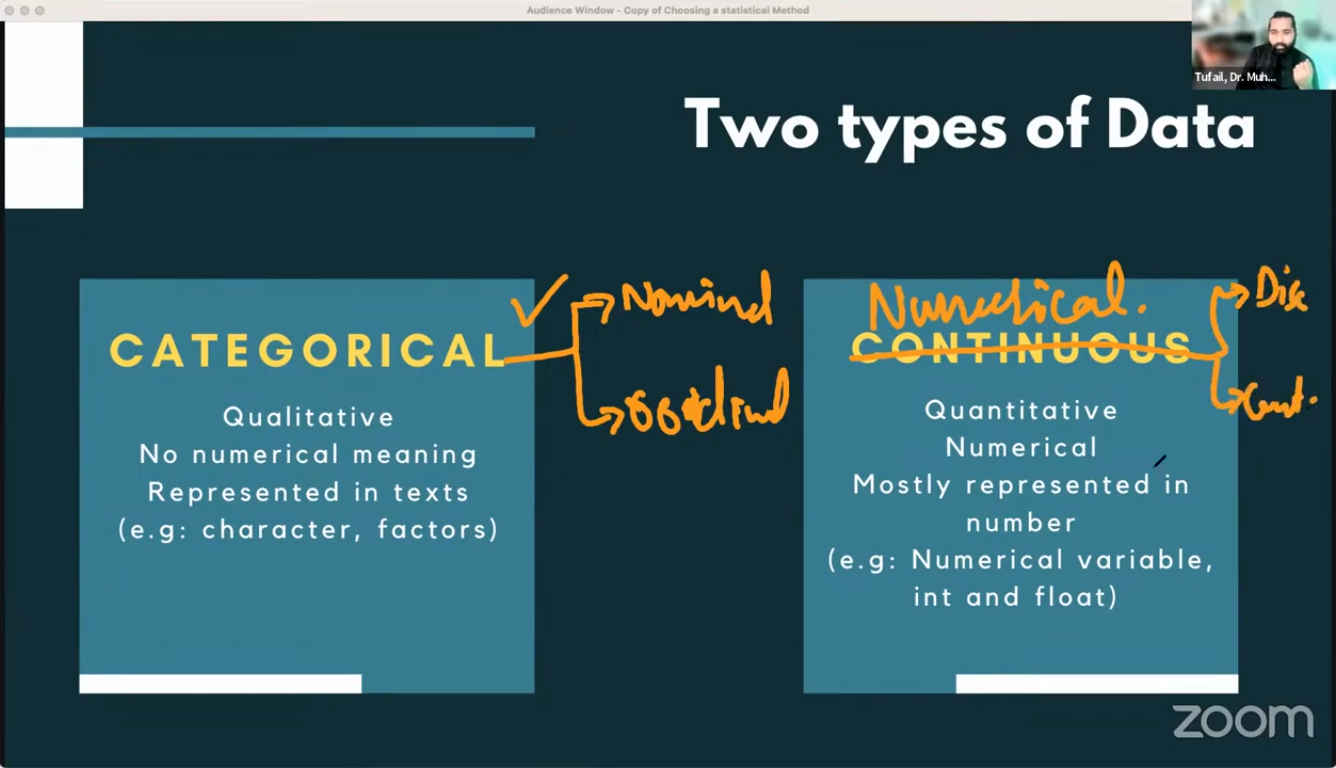 Audience Window - Copy of Choosing a statistical Method
Tufail, Dr. Muh...
Two types of Data
CATEGORICAL
Qualitative
No numerical meaning
Represented in texts
(e.g: character, factors)
Nominal
Numerical.
CONTINUOUS
Quantitative
Numerical
Mostly represented in
number
(e.g: Numerical variable,
int and float)
Disc
Cont.
zoom